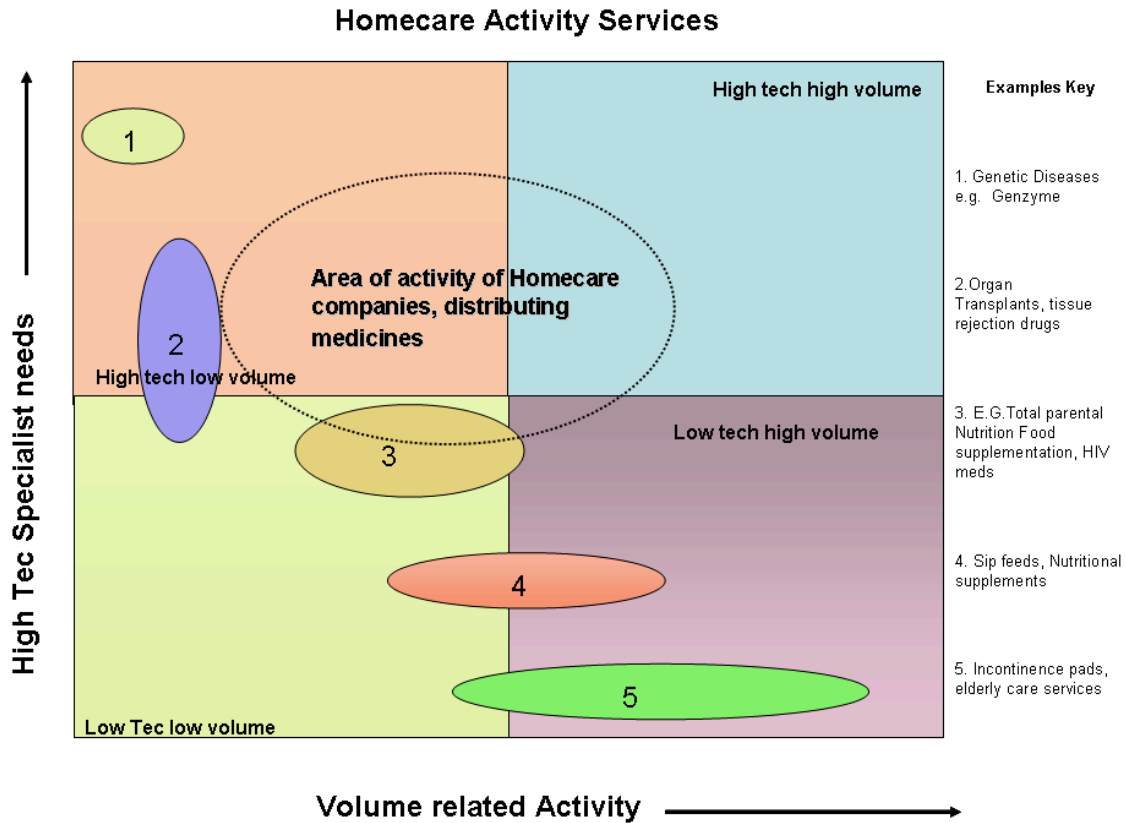 Homecare Activity Services
High Tec Specialist needs
High tech high volume
1
Area of activity of Homecare
companies, distributing
medicines
2
High tech low volume
Low tech high volume
3
4
5
Low Tec low volume
Volume related Activity
Examples Key
1. Genetic Diseases
e.g. Genzyme
2.Organ
Transplants, tissue
rejection drugs
3. E.G.Total parental
Nutrition Food
supplementation, HIV
meds
4. Sip feeds, Nutritional
supplements
5. Incontinence pads,
elderly care services